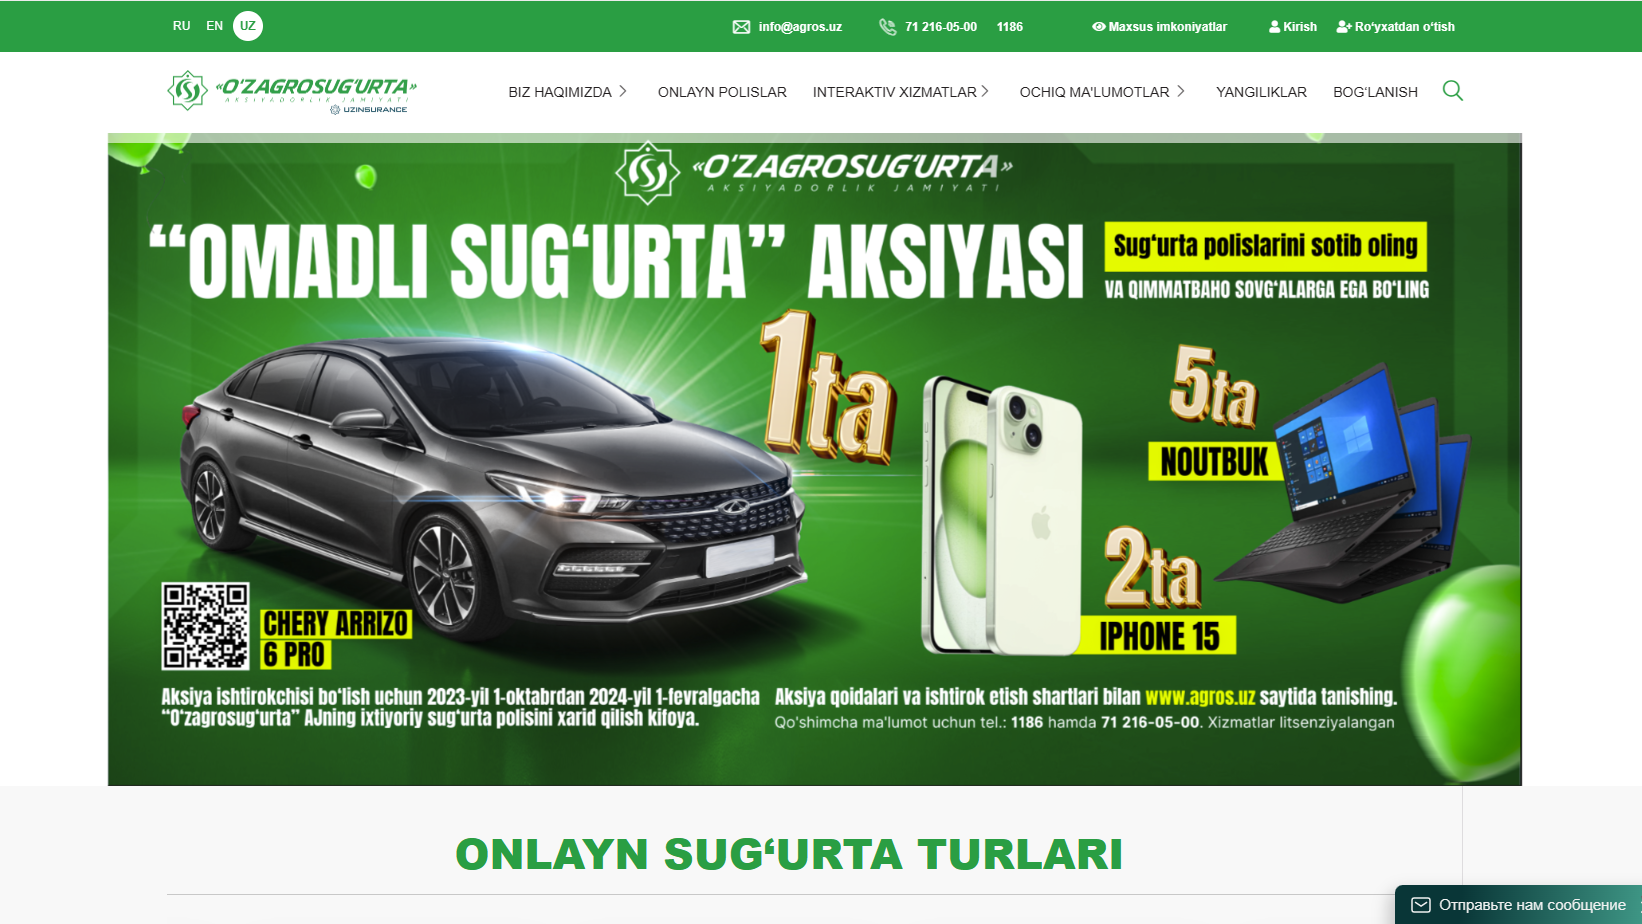 RU EN UZ
info@agros.uz 71 216-05-00 1186 Maxsus imkoniyatlar Kirish Ro‘yxatdan o‘tish
«O‘ZAGROSUG‘URTA»
AKSIYADORLIK JAMIYATI
UZINSURANCE
BIZ HAQIMIZDA ONLAYN POLISLAR INTERAKTIV XIZMATLAR OCHIQ MA'LUMOTLAR YANGILIKLAR BOG‘LANISH
«O‘ZAGROSUG‘URTA»
AKSIYADORLIK JAMIYATI
“OMADLI SUG‘URTA” AKSIYASI
Sug‘urta polislarini sotib oling
VA QIMMATBAHO SOVG‘ALARGA EGA BO‘LING
1ta
5ta
NOUTBUK
2ta
IPHONE 15
CHERY ARRIZO
6 PRO
Aksiya ishtirokchisi bo‘lish uchun 2023-yil 1-oktabrdan 2024-yil 1-fevralgacha
“O‘zagrosug‘urta” AJning ixtiyoriy sug‘urta polisini xarid qilish kifoya.
Aksiya qoidalari va ishtirok etish shartlari bilan www.agros.uz saytida tanishing.
Qo'shimcha ma'lumot uchun tel.: 1186 hamda 71 216-05-00. Xizmatlar litsenziyalangan
ONLAYN SUG‘URTA TURLARI
Отправьте нам сообщение